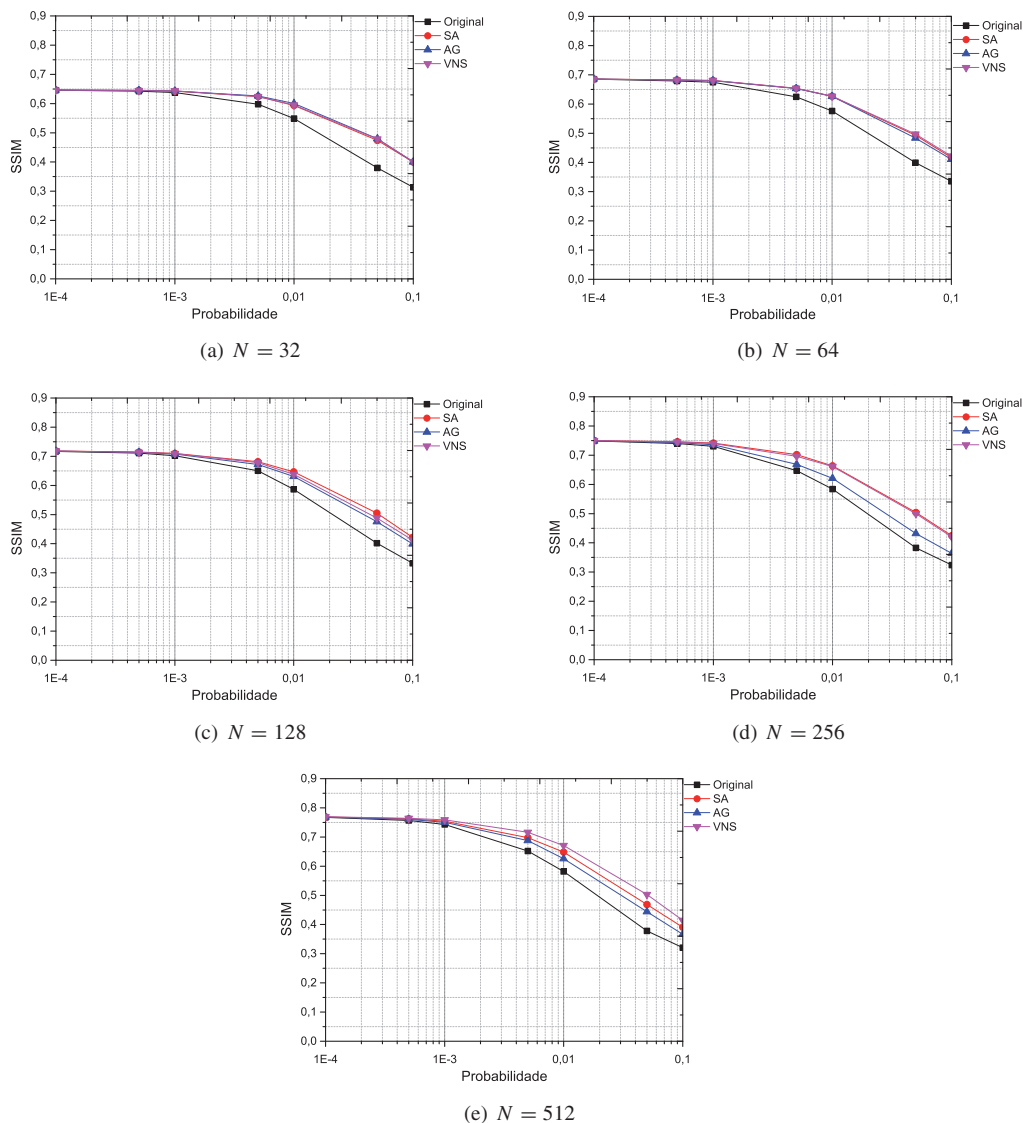 0,9
0,8
0,7
0,6
0,5
0,4
0,3
0,2
0,1
0,0
SSIM
1E-4
1E-3
0,01
0,1
Probabilidade
Original
SA
AG
VNS
(a) N = 32
0,9
0,8
0,7
0,6
0,5
0,4
0,3
0,2
0,1
0,0
SSIM
1E-4
1E-3
0,01
0,1
Probabilidade
Original
SA
AG
VNS
(b) N = 64
0,9
0,8
0,7
0,6
0,5
0,4
0,3
0,2
0,1
0,0
SSIM
1E-4
1E-3
0,01
0,1
Probabilidade
Original
SA
AG
VNS
(c) N = 128
0,9
0,8
0,7
0,6
0,5
0,4
0,3
0,2
0,1
0,0
SSIM
1E-4
1E-3
0,01
0,1
Probabilidade
Original
SA
AG
VNS
(d) N = 256
0,9
0,8
0,7
0,6
0,5
0,4
0,3
0,2
0,1
0,0
SSIM
1E-4
1E-3
0,01
0,1
Probabilidade
Original
SA
AG
VNS
(e) N = 512